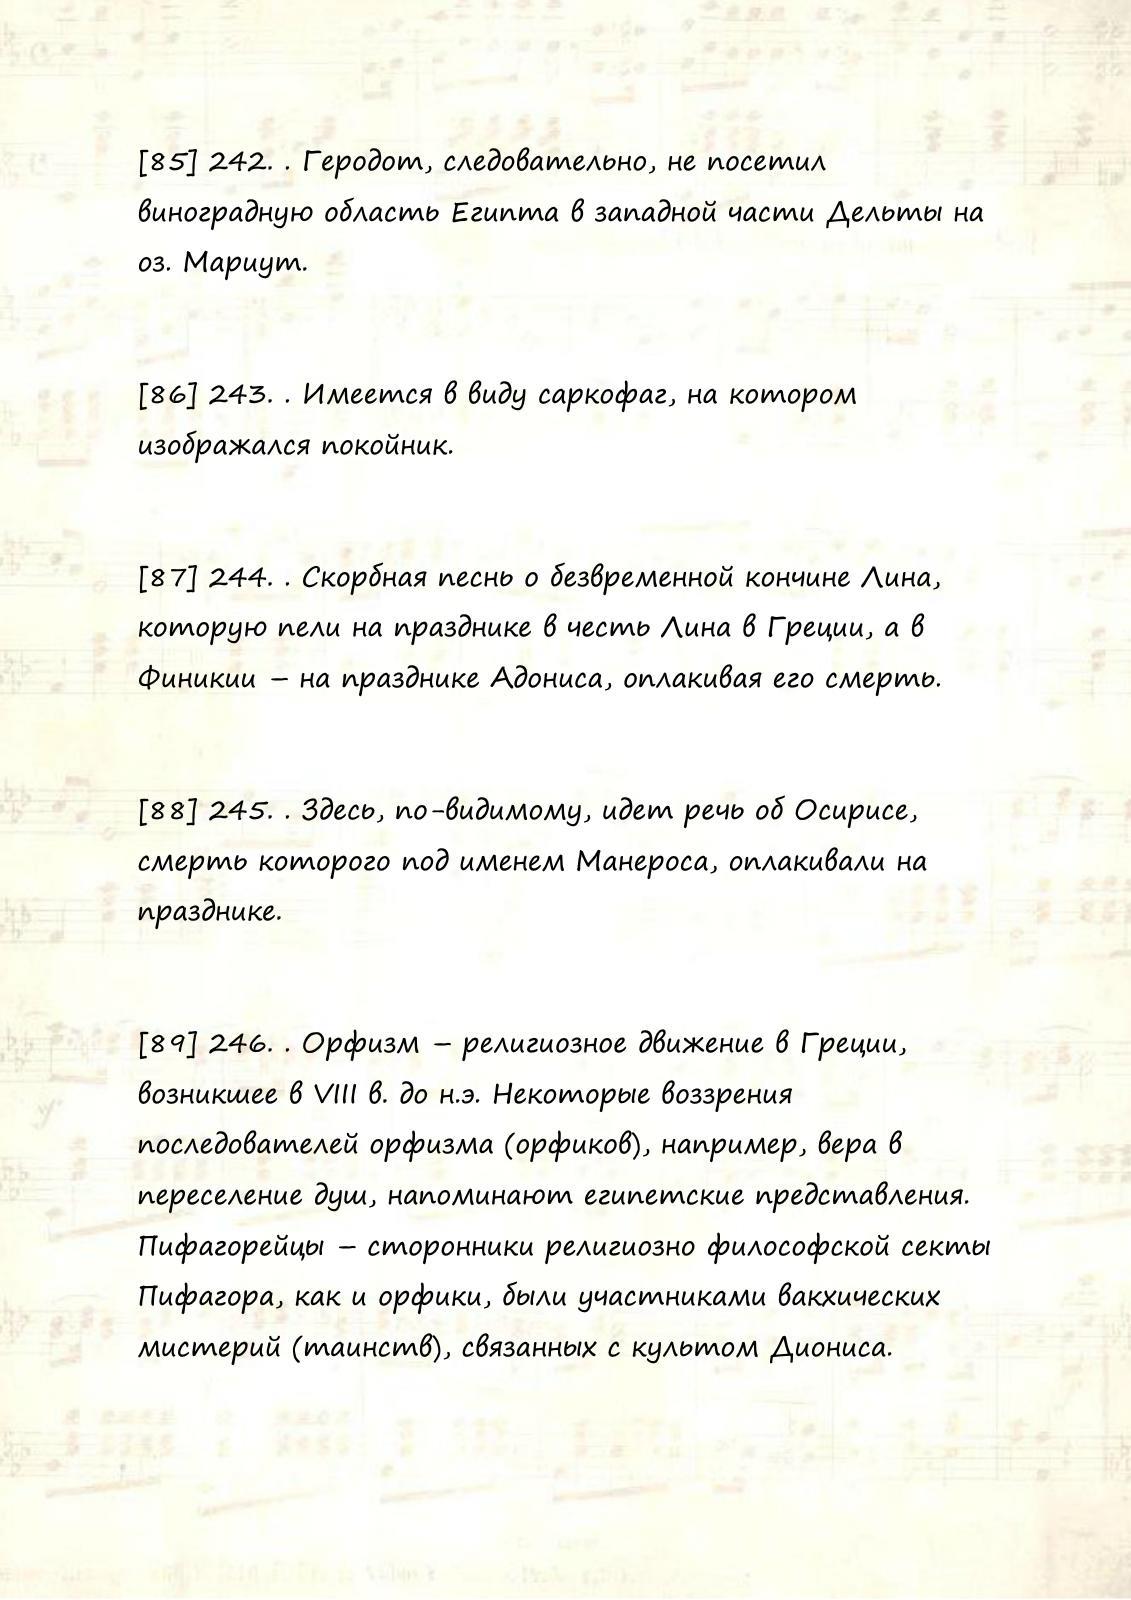 [85] 242. . Геродот, следовательно, не посетил
виноградную область Египта в западной части Дельты на
оз. Мариут.
[86] 243. . Имеется в виду саркофаг, на котором
изображался покойник.
[87] 244. . Скорбная песнь о безвременной кончине Лина,
которую пели на празднике в честь Лина в Греции, а в
Финикии – на празднике Адониса, оплакивая его смерть.
[88] 245. . Здесь, по-видимому, идет речь об Осирисе,
смерть которого под именем Манероса, оплакивали на
празднике.
[89] 246. . Орфизм – религиозное движение в Греции,
возникшее в VIII в. до н.э. Некоторые воззрения
последователей орфизма (орфиков), например, вера в
переселение душ, напоминают египетские представления.
Пифагорейцы – сторонники религиозно философской секты
Пифагора, как и орфики, были участниками вакхических
мистерий (таинств), связанных с культом Диониса.